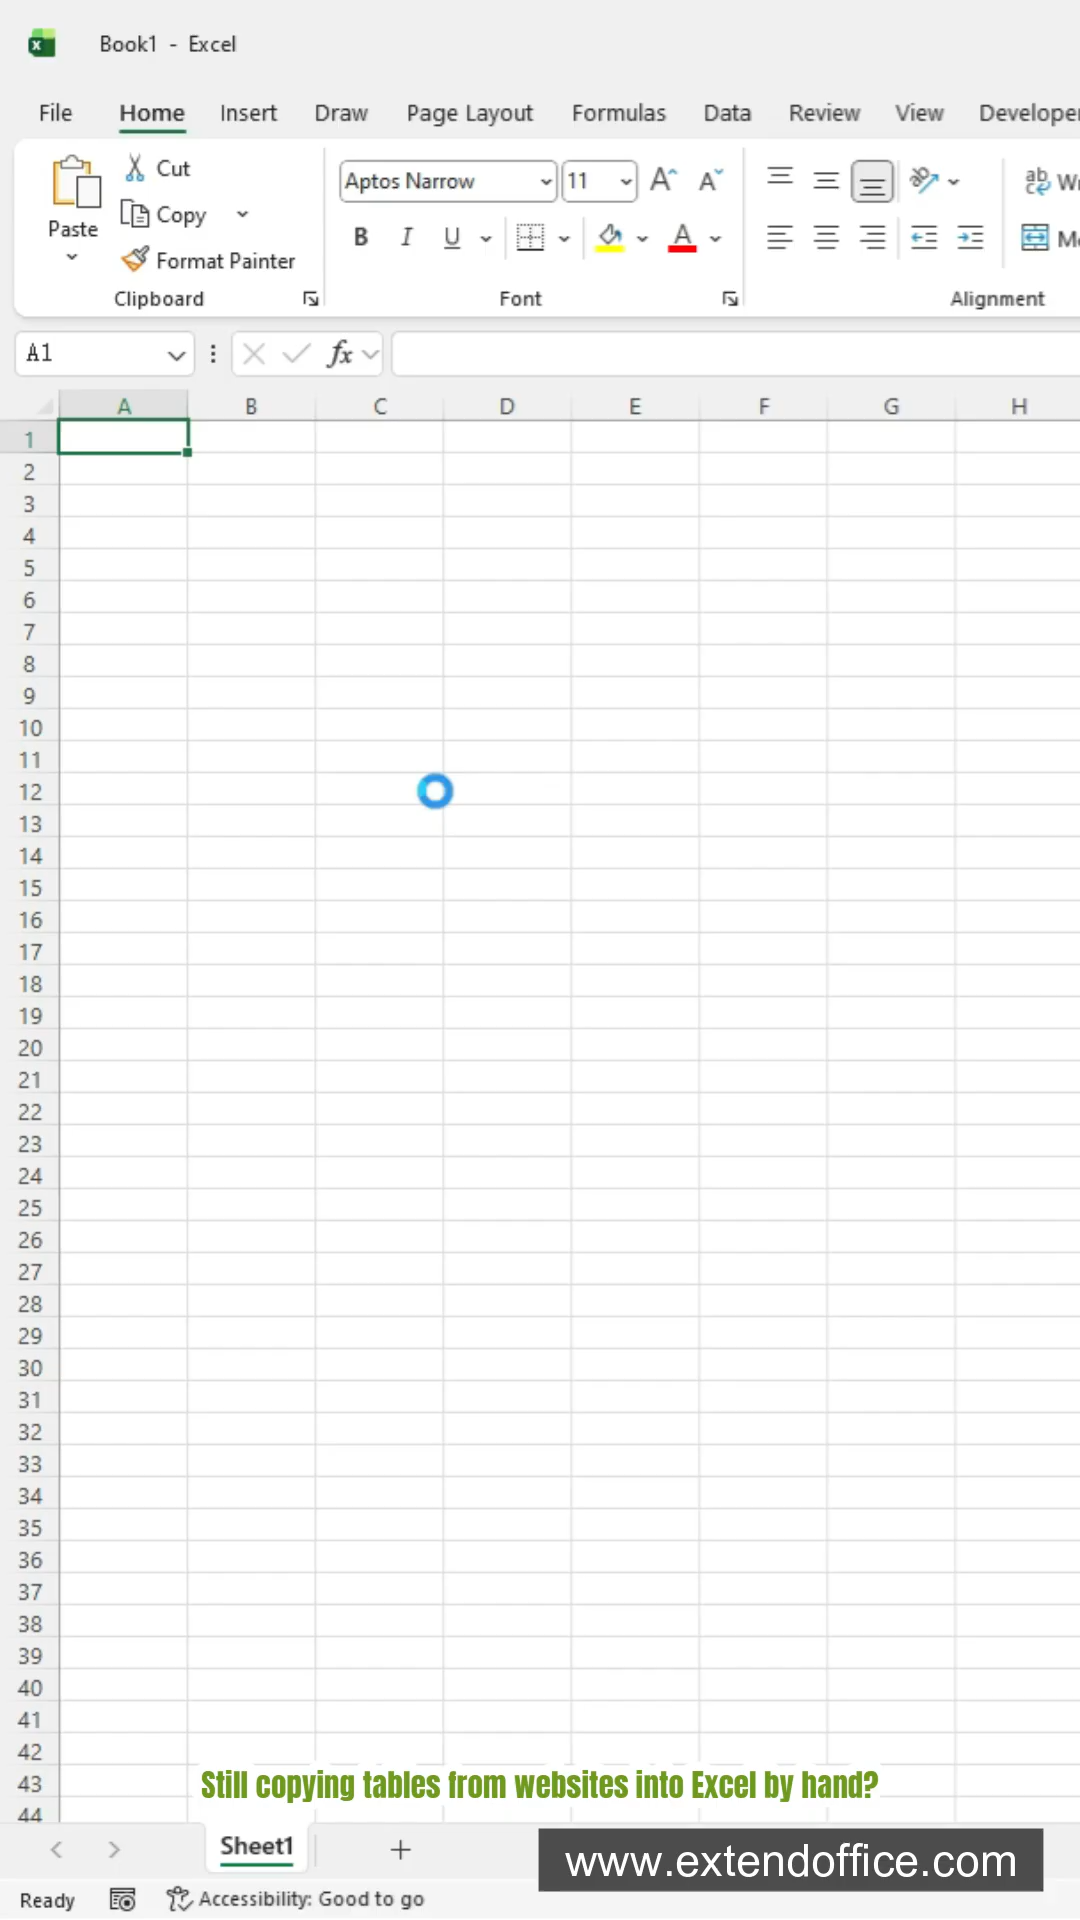 Book1 - Excel
File Home Insert Draw Page Layout Formulas Data Review View Developer
Cut
Copy
Format Painter
Paste
Clipboard
Aptos Narrow 11
B I U
Font
Alignment
A1
fx
A B C D E F G H
1
2
3
4
5
6
7
8
9
10
11
12
13
14
15
16
17
18
19
20
21
22
23
24
25
26
27
28
29
30
31
32
33
34
35
36
37
38
39
40
41
42
43
44
Still copying tables from websites into Excel by hand?
Sheet1
www.extendoffice.com
Ready Accessibility: Good to go